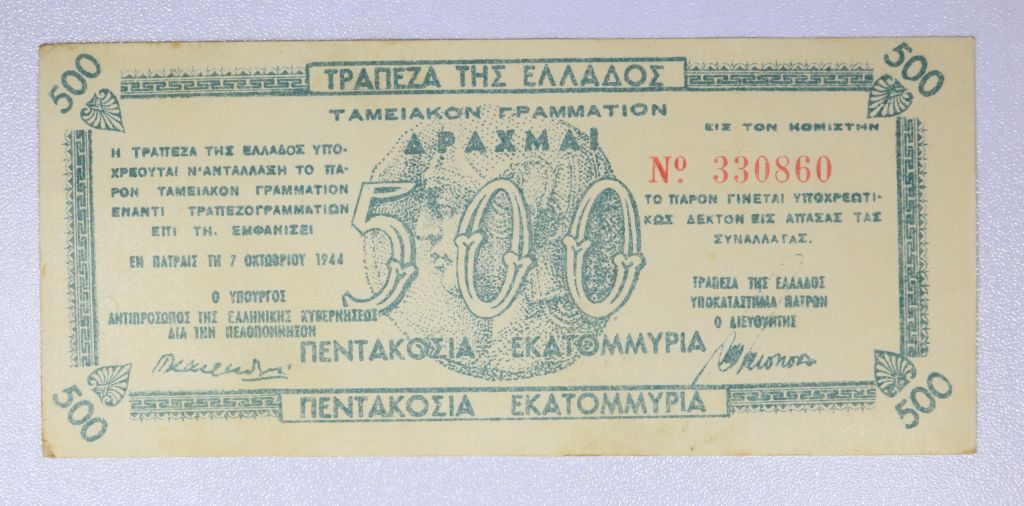 500
500
ΤΡΑΠΕΖΑ ΤΗΣ ΕΛΛΑΔΟΣ
ΤΑΜΕΙΑΚΟΝ ΓΡΑΜΜΑΤΙΟΝ
ΔΡΑΧΜΑΙ
500
Η ΤΡΑΠΕΖΑ ΤΗΣ ΕΛΛΑΔΟΣ ΥΠΟ-
ΧΡΕΟΥΤΑΙ Ν'ΑΝΤΑΛΛΑΣΗ ΤΟ ΠΑ-
ΡΟΝ ΤΑΜΕΙΑΚΟΝ ΓΡΑΜΜΑΤΙΟΝ
ΕΝΑΝΤΙ ΤΡΑΠΕΖΟΓΡΑΜΜΑΤΙΩΝ
ΕΠΙ ΤΗ. ΕΜΦΑΝΙΣΕΙ
ΕΝ ΠΑΤΡΑΙΣ ΤΗ 7 ΟΚΤΩΒΡΙΟΥ 1944
Ο ΥΠΟΥΡΓΟΣ
ΑΝΤΙΠΡΟΣΩΠΟΣ ΤΗΣ ΕΛΛΗΝΙΚΗΣ ΚΥΒΕΡΝΗΣΕΩΣ
ΔΙΑ ΤΗΝ ΠΕΛΟΠΟΝΝΗΣΟΝ
ΕΙΣ ΤΟΝ ΚΟΜΙΣΤΗΝ
Nº 330860
ΤΟ ΠΑΡΟΝ ΓΙΝΕΤΑΙ ΥΠΟΧΡΕΩΤΙ-
ΚΩΣ ΔΕΚΤΟΝ ΕΙΣ ΑΠΑΣΑΣ ΤΑΣ
ΣΥΝΑΛΛΑΓΑΣ.
ΤΡΑΠΕΖΑ ΤΗΣ ΕΛΛΑΔΟΣ
ΥΠΟΚΑΤΑΣΤΗΜΑ ΠΑΤΡΩΝ
Ο ΔΙΕΥΘΥΝΤΗΣ
ΠΕΝΤΑΚΟΣΙΑ ΕΚΑΤΟΜΜΥΡΙΑ
ΠΕΝΤΑΚΟΣΙΑ ΕΚΑΤΟΜΜΥΡΙΑ
500
500